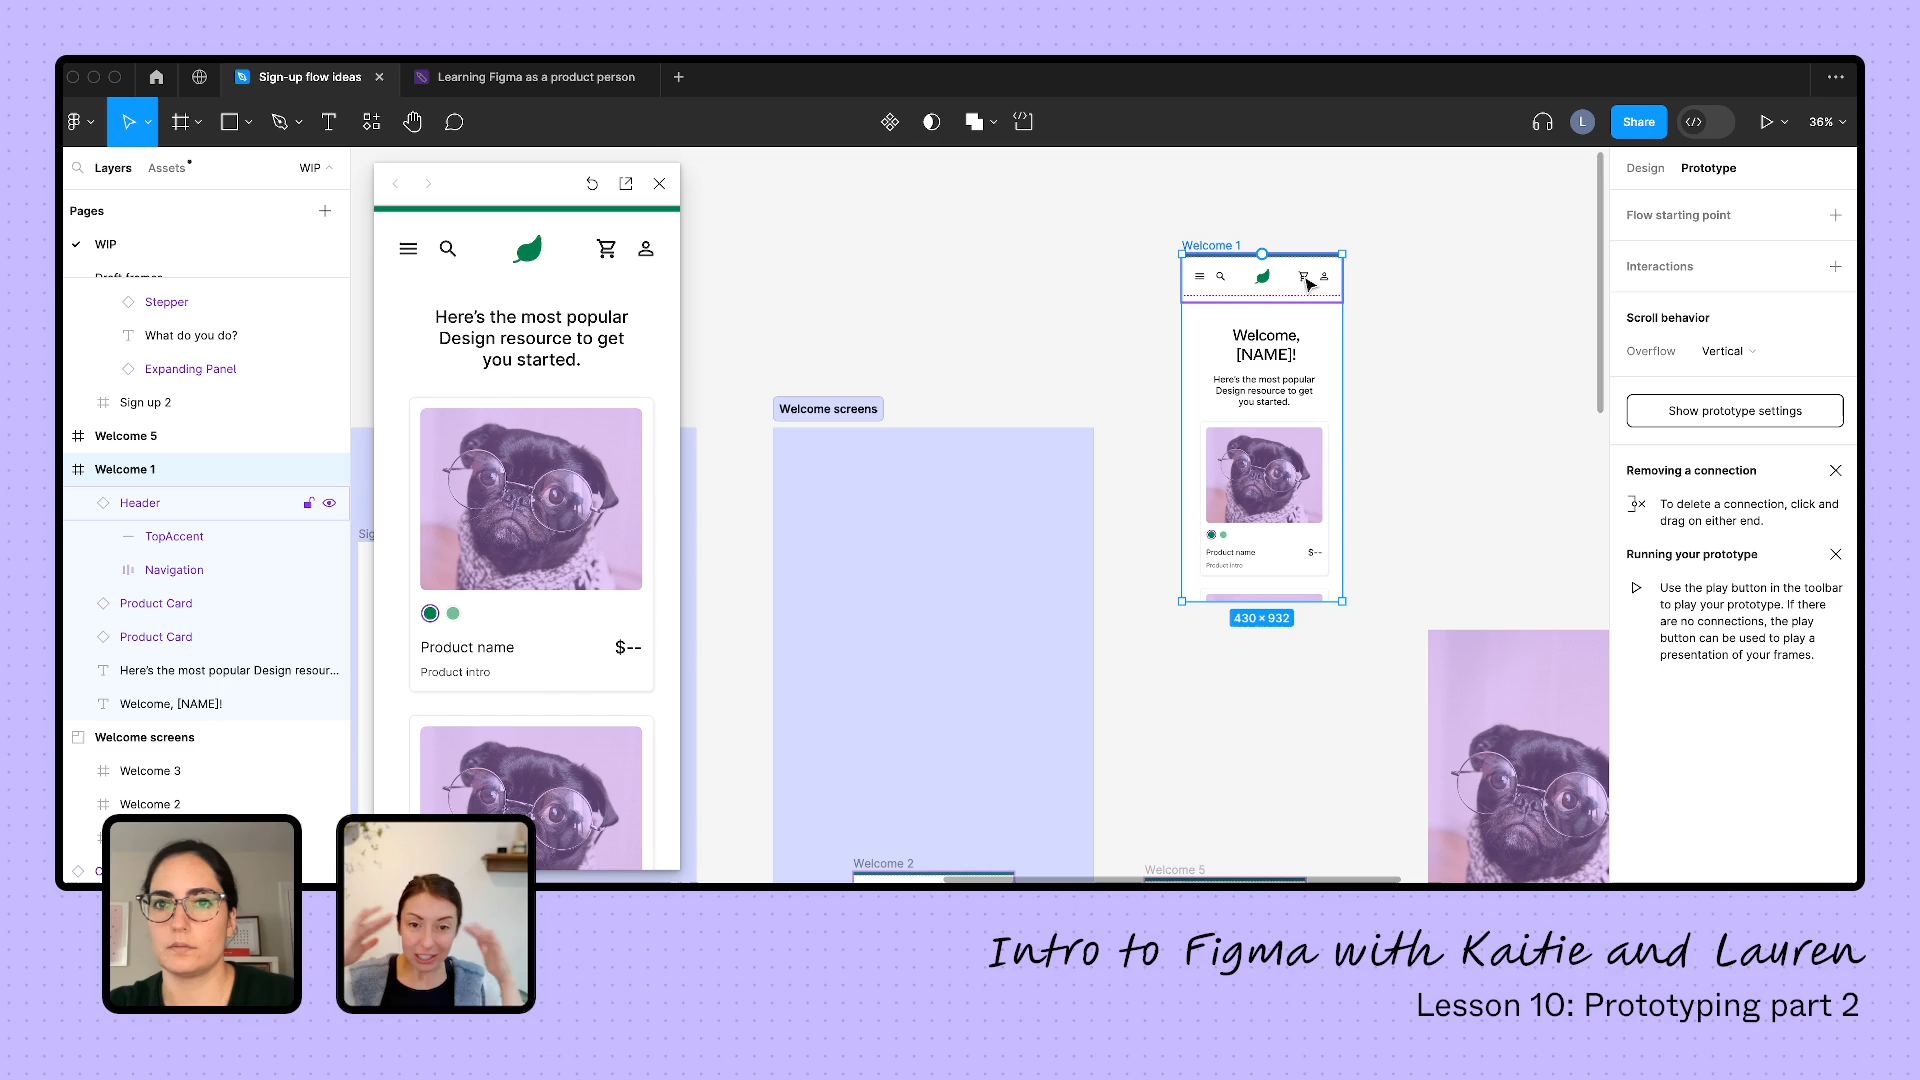 Sign-up flow ideas
Learning Figma as a product person
L
Share
36%
Layers
Assets
WIP
Pages
WIP
Draft frames
Stepper
What do you do?
Expanding Panel
Sign up 2
Welcome 5
Welcome 1
Header
TopAccent
Navigation
Product Card
Product Card
Here's the most popular Design resour...
Welcome, [NAME]!
Welcome screens
Welcome 3
Welcome 2
Here's the most popular
Design resource to get
you started.
Product name
$--
Product intro
Welcome screens
Welcome 1
Welcome,
[NAME]!
Here's the most popular
Design resource to get
you started.
Product name
$--
Product intro
430 × 932
Welcome 2
Welcome 5
Design
Prototype
Flow starting point
Interactions
Scroll behavior
Overflow
Vertical
Show prototype settings
Removing a connection
To delete a connection, click and
drag on either end.
Running your prototype
Use the play button in the toolbar
to play your prototype. If there
are no connections, the play
button can be used to play a
presentation of your frames.
Intro to Figma with Kaitie and Lauren
Lesson 10: Prototyping part 2